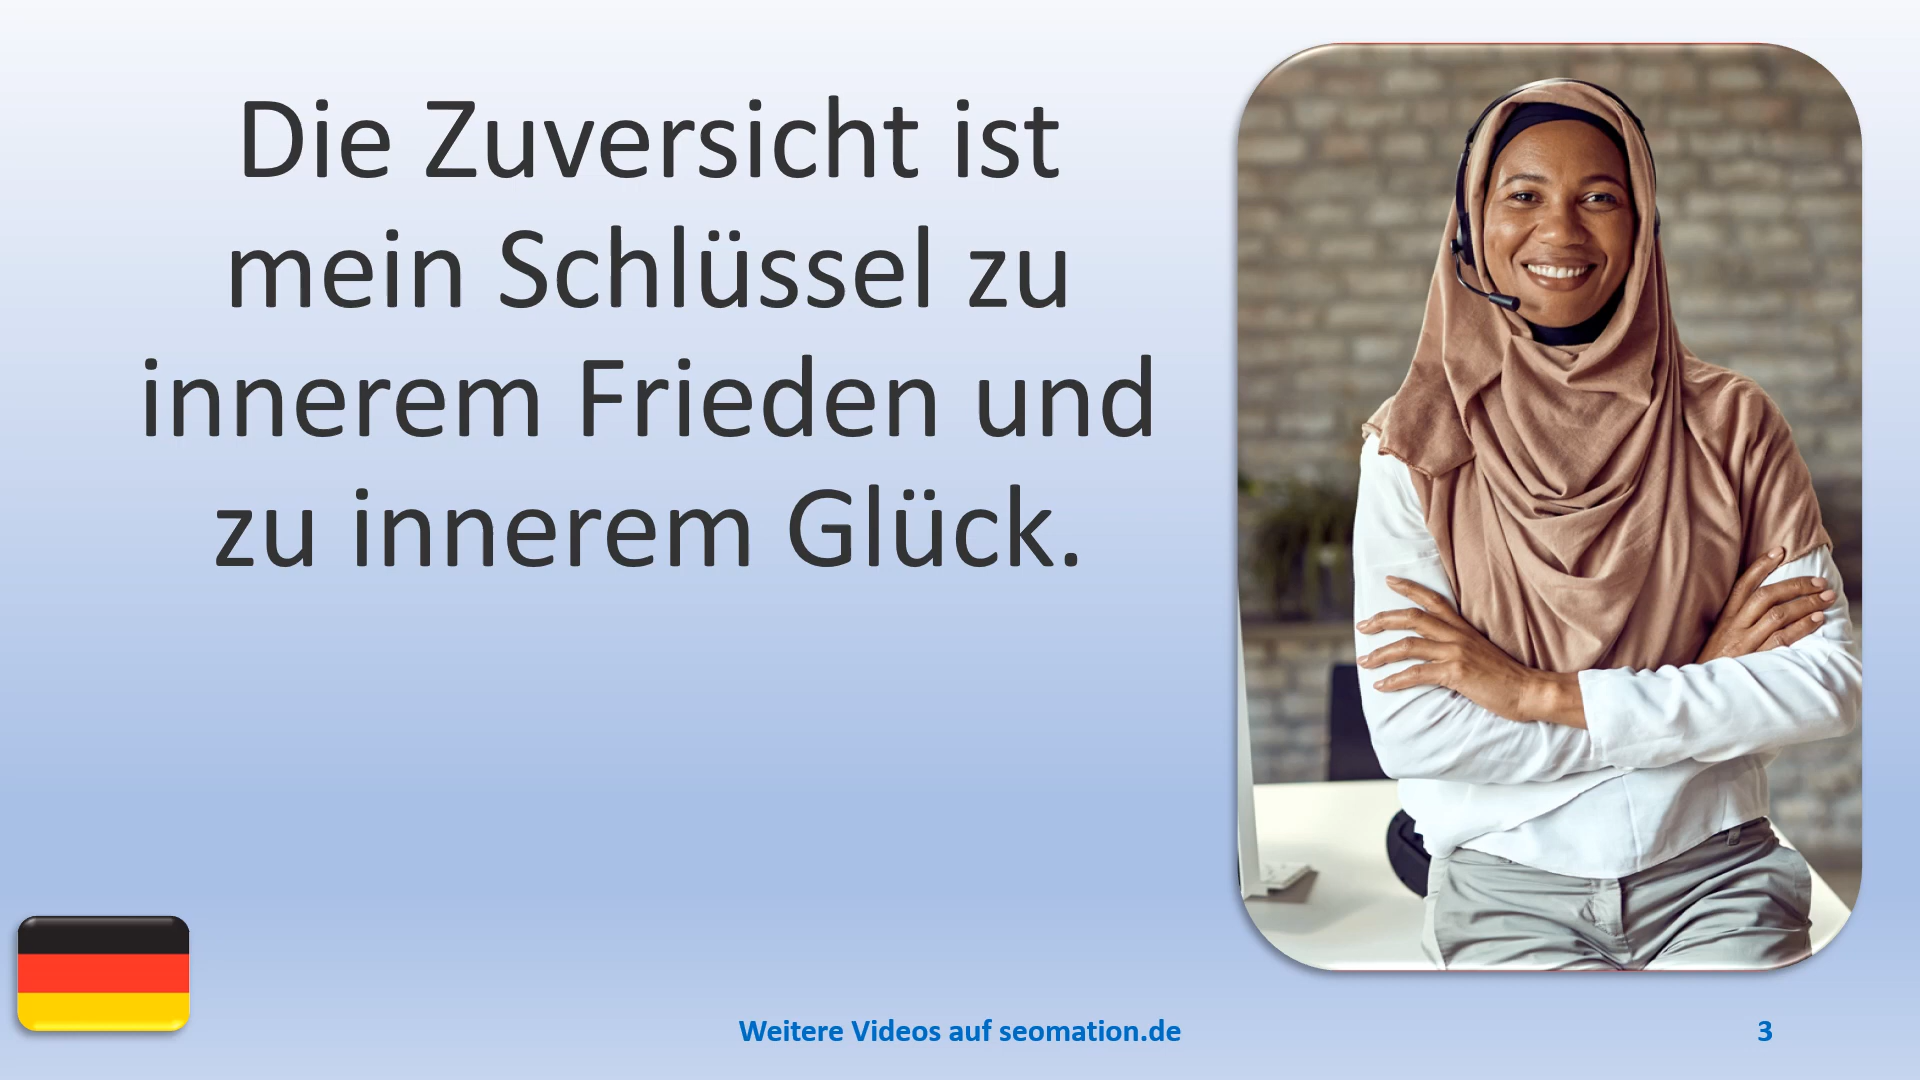 Die Zuversicht ist
mein Schlüssel zu
innerem Frieden und
zu innerem Glück.
Weitere Videos auf seomation.de
3